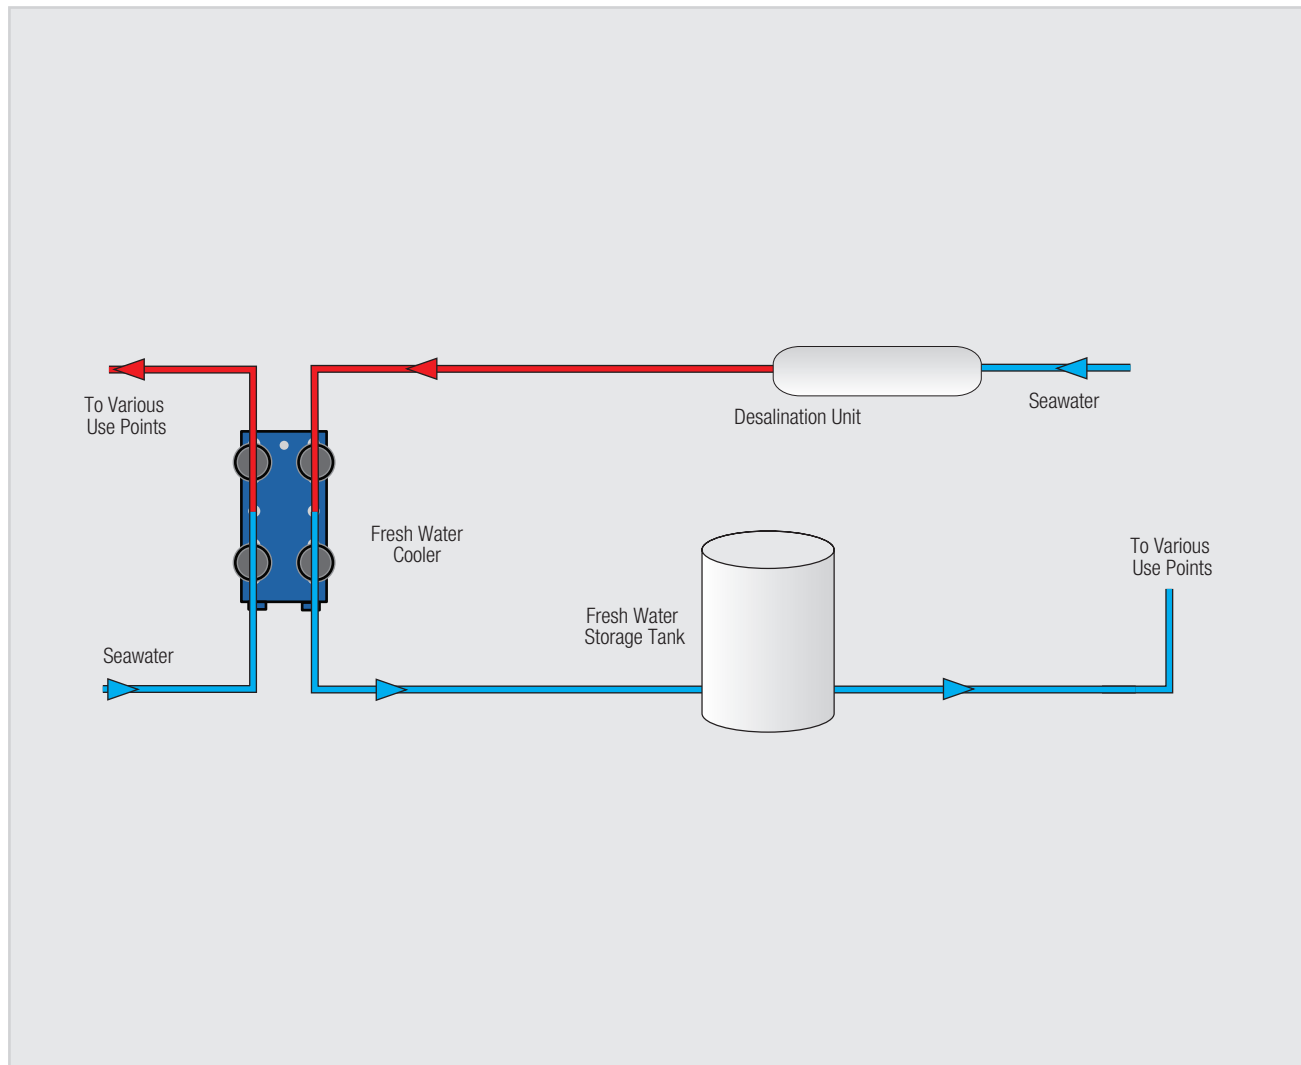 To Various
Use Points
Desalination Unit
Seawater
Fresh Water
Cooler
To Various
Use Points
Fresh Water
Storage Tank
Seawater